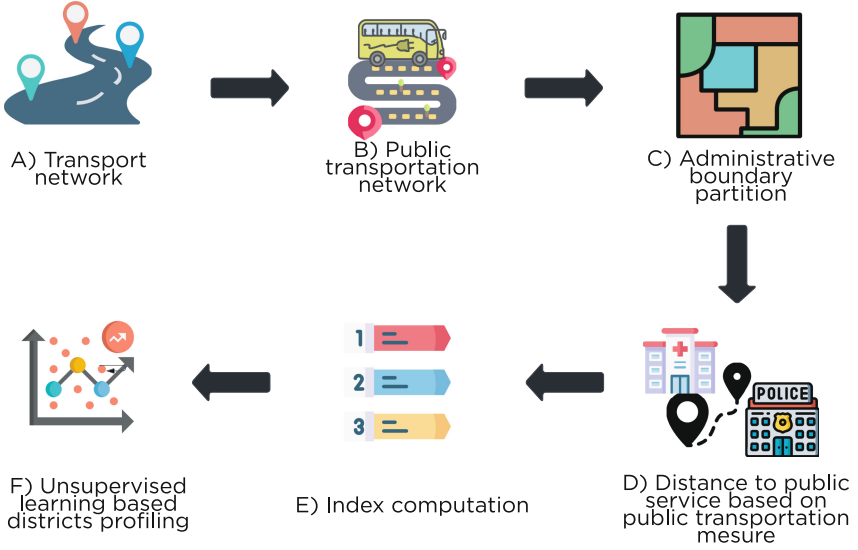 A) Transport
network
B) Public
transportation
network
C) Administrative
boundary
partition
POLICE
D) Distance to public
service based on
public transportation
mesure
1
2
3
E) Index computation
F) Unsupervised
learning based
districts profiling